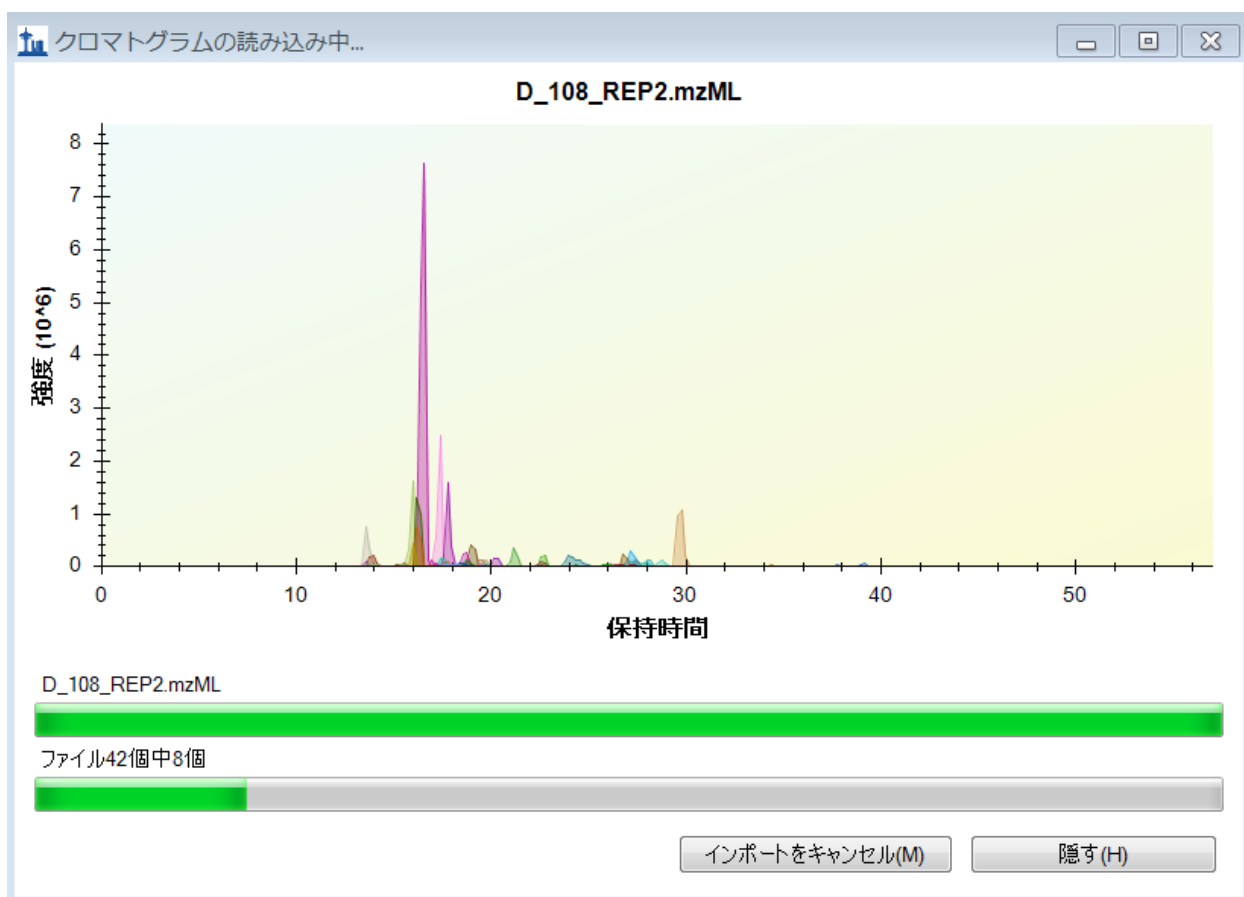 クロマトグラムの読み込み中...
D_108_REP2.mzML
8
7
6
5
4
3
2
1
0
強度 (10^6)
0 10 20 30 40 50
保持時間
D_108_REP2.mzML
ファイル42個中8個
インポートをキャンセル(M) 隠す(H)